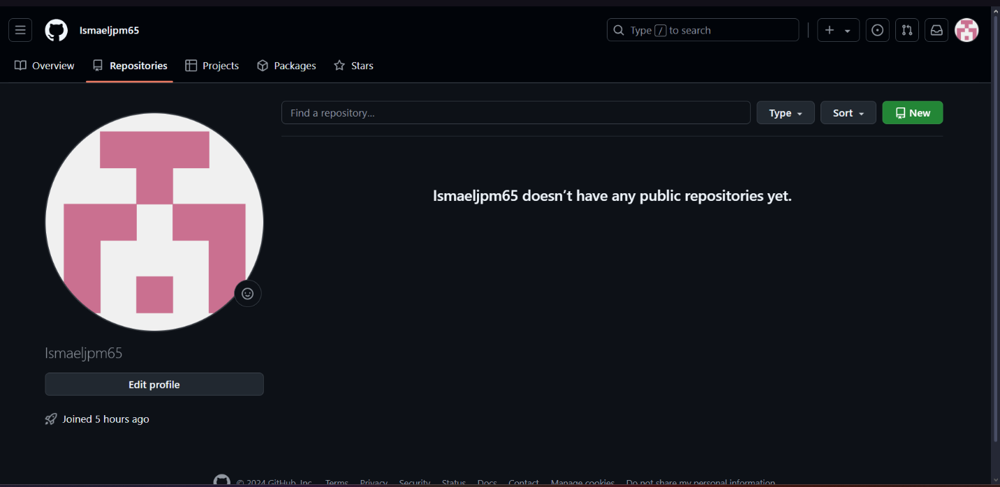 Ismaeljpm65
Type / to search
Overview
Repositories
Projects
Packages
Stars
Find a repository...
Type
Sort
New
Ismaeljpm65 doesn’t have any public repositories yet.
Ismaeljpm65
Edit profile
Joined 5 hours ago
© 2024 GitHub, Inc. Terms Privacy Security Status Docs Contact Manage cookies Do not share my personal information